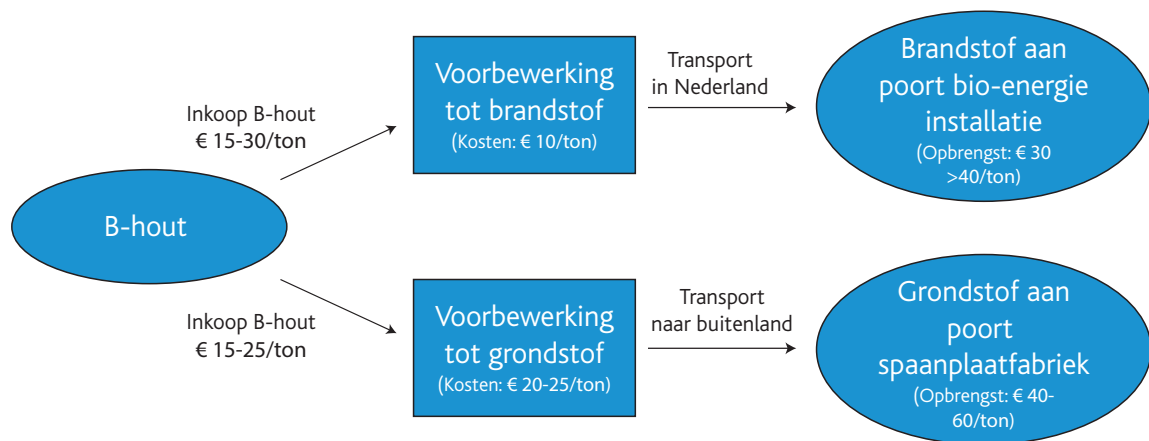 B-hout
Inkoop B-hout
€ 15-30/ton
Voorbewerking
tot brandstof
(Kosten: € 10/ton)
Transport
in Nederland
Brandstof aan
poort bio-energie
installatie
(Opbrengst: € 30
>40/ton)
Inkoop B-hout
€ 15-25/ton
Voorbewerking
tot grondstof
(Kosten: € 20-25/ton)
Transport
naar buitenland
Grondstof aan
poort
spaanplaatfabriek
(Opbrengst: € 40-
60/ton)